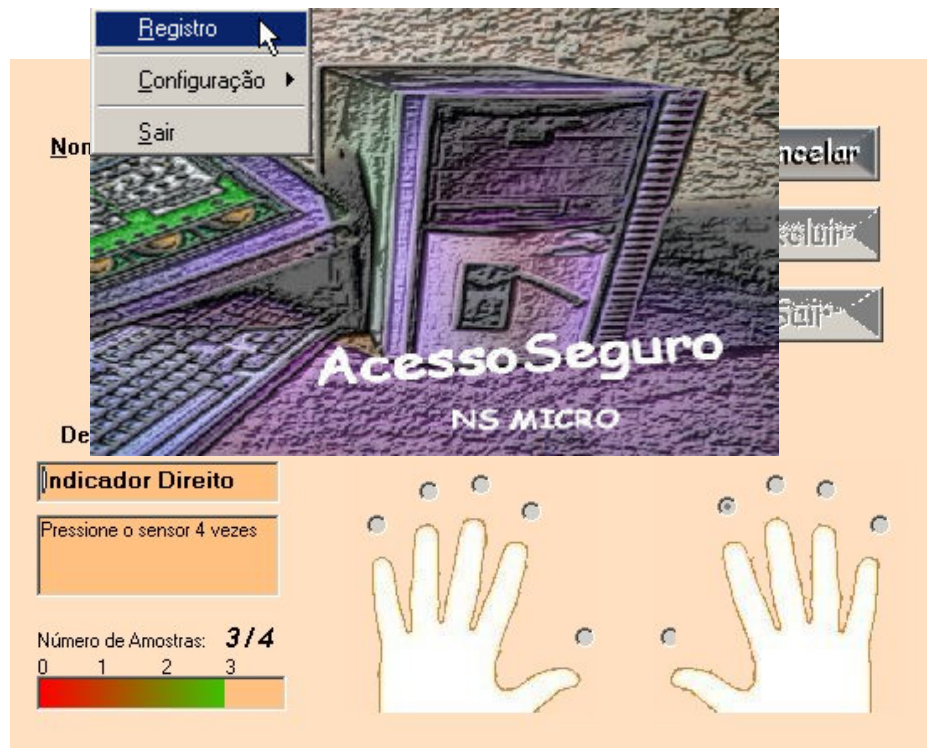 Registro
Configuração
Sair
AcessoSeguro
NS MICRO
Indicador Direito
Pressione o sensor 4 vezes
Número de Amostras: 3/4
0 1 2 3